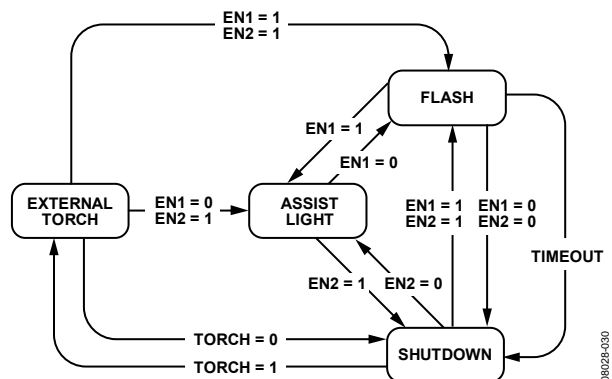 EN1 = 1
EN2 = 1
FLASH
EN1 = 1
EN1 = 0
EXTERNAL
TORCH
EN1 = 0
EN2 = 1
ASSIST
LIGHT
EN1 = 1
EN2 = 1
EN1 = 0
EN2 = 0
TIMEOUT
EN2 = 1
EN2 = 0
TORCH = 0
TORCH = 1
SHUTDOWN
08028-030